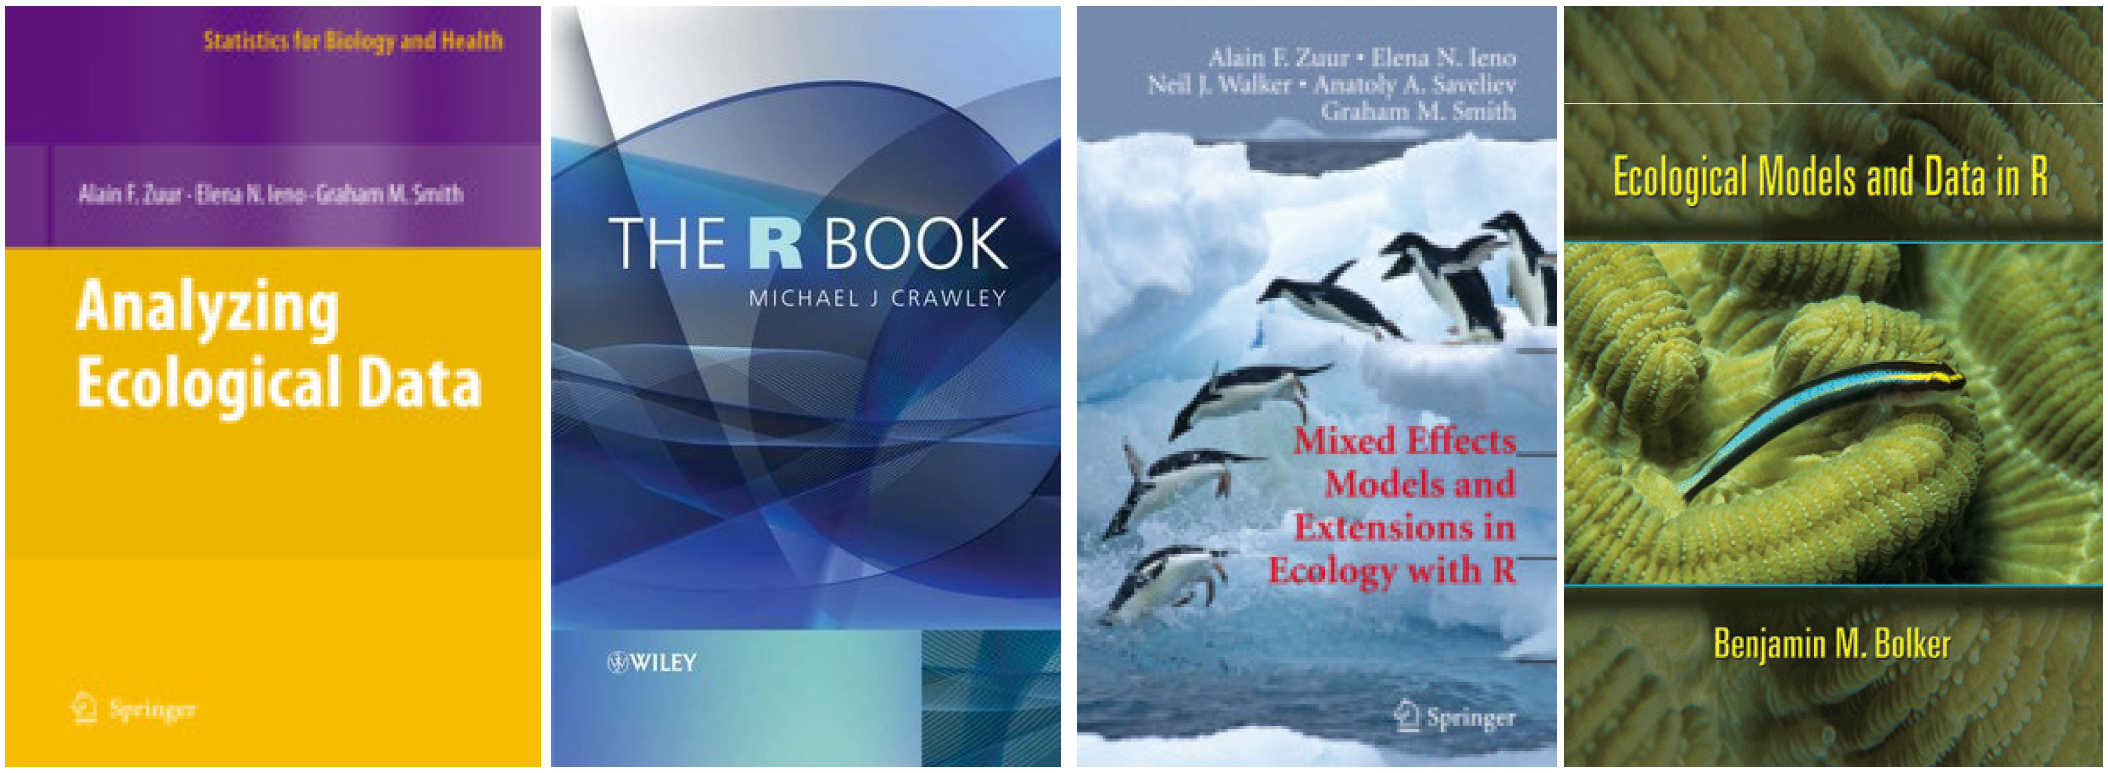 Statistics for Biology and Health
Alain F. Zuur · Elena N. Ieno · Graham M. Smith
Analyzing
Ecological Data
Springer
THE R BOOK
MICHAEL J CRAWLEY
WILEY
Alain F. Zuur • Elena N. Ieno
Neil J. Walker • Anatoly A. Saveliev
Graham M. Smith
Mixed Effects
Models and
Extensions in
Ecology with R
Springer
Ecological Models and Data in R
Benjamin M. Bolker